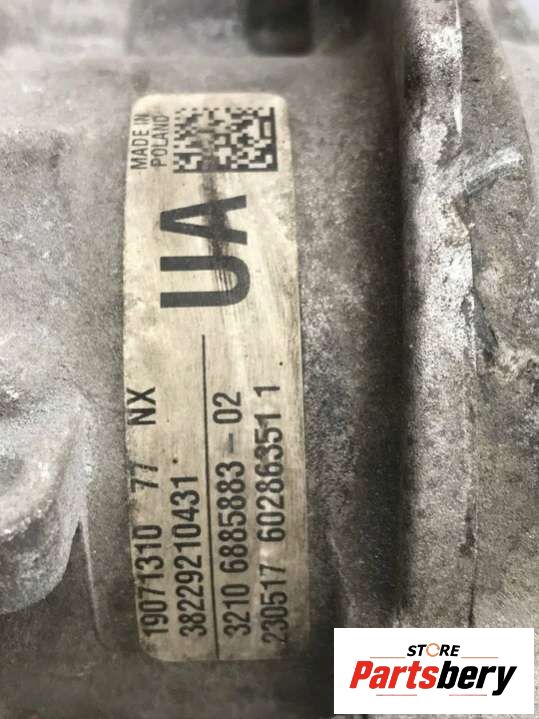 MADE IN
POLAND
UA
19071310 77 NX
38229210431
3210 6885883-02
230517 602863511
STORE
Partsbery